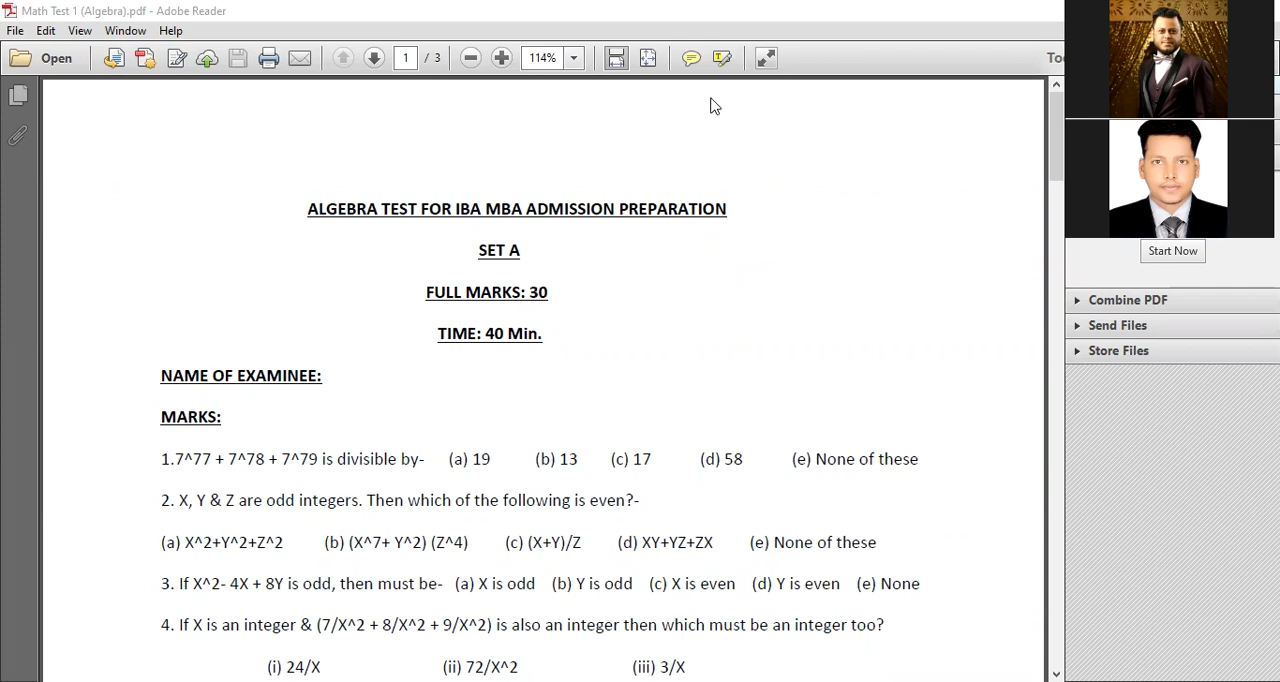 Math Test 1 (Algebra).pdf - Adobe Reader
File Edit View Window Help
Open 1 / 3 114%
Start Now
Combine PDF
Send Files
Store Files
ALGEBRA TEST FOR IBA MBA ADMISSION PREPARATION
SET A
FULL MARKS: 30
TIME: 40 Min.
NAME OF EXAMINEE:
MARKS:
1.7^77 + 7^78 + 7^79 is divisible by- (a) 19 (b) 13 (c) 17 (d) 58 (e) None of these
2. X, Y & Z are odd integers. Then which of the following is even?-
(a) X^2+Y^2+Z^2 (b) (X^7+ Y^2) (Z^4) (c) (X+Y)/Z (d) XY+YZ+ZX (e) None of these
3. If X^2- 4X + 8Y is odd, then must be- (a) X is odd (b) Y is odd (c) X is even (d) Y is even (e) None
4. If X is an integer & (7/X^2 + 8/X^2 + 9/X^2) is also an integer then which must be an integer too?
(i) 24/X (ii) 72/X^2 (iii) 3/X